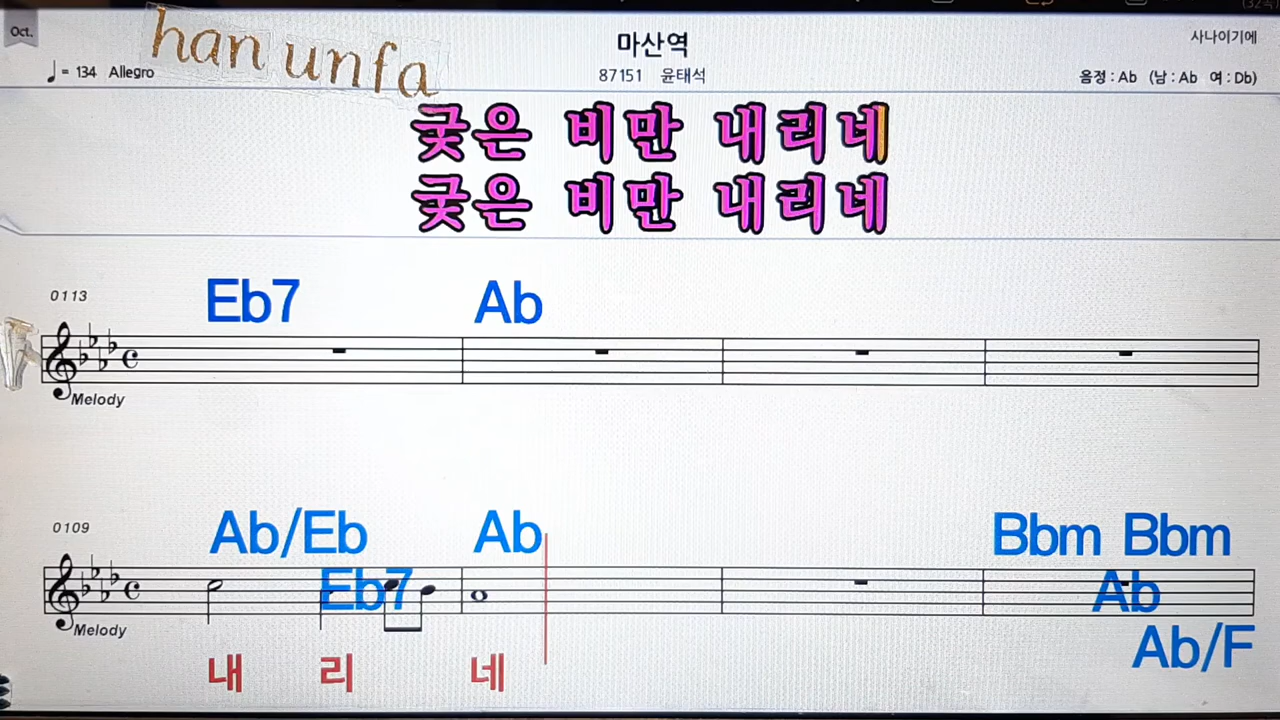 Oct.
han unfa
마산역
사나이기에
= 134 Allegro
87151 윤태석
음정 : Ab (남 : Ab 여 : Db)
궂은 비만 내리네
궂은 비만 내리네
0113
Eb7 Ab
Melody
0109
Ab/Eb Ab Bbm Bbm
Eb7 Ab
Melody
Ab/F
내 리 네